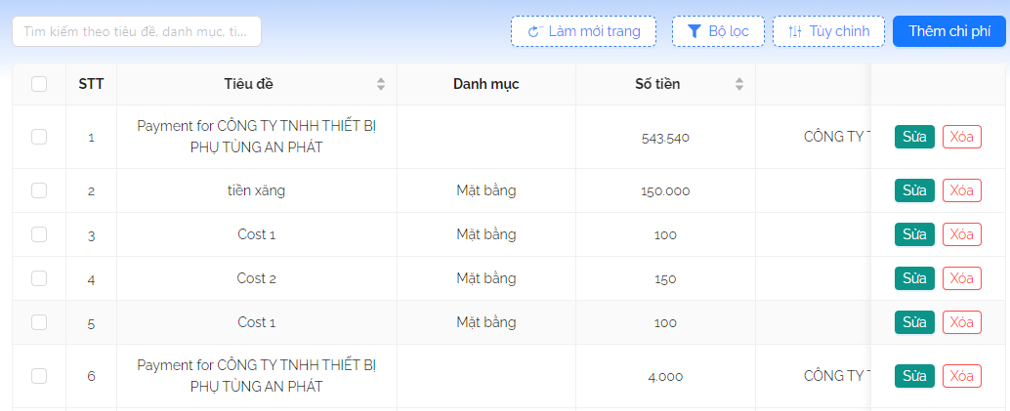 Tìm kiếm theo tiêu đề, danh mục, ti...
Làm mới trang
Bộ lọc
Tùy chỉnh
Thêm chi phí
STT Tiêu đề Danh mục Số tiền
1 Payment for CÔNG TY TNHH THIẾT BỊ PHỤ TÙNG AN PHÁT 543.540 CÔNG TY T Sửa Xóa
2 tiền xăng Mặt bằng 150.000 Sửa Xóa
3 Cost 1 Mặt bằng 100 Sửa Xóa
4 Cost 2 Mặt bằng 150 Sửa Xóa
5 Cost 1 Mặt bằng 100 Sửa Xóa
6 Payment for CÔNG TY TNHH THIẾT BỊ PHỤ TÙNG AN PHÁT 4.000 CÔNG TY T Sửa Xóa